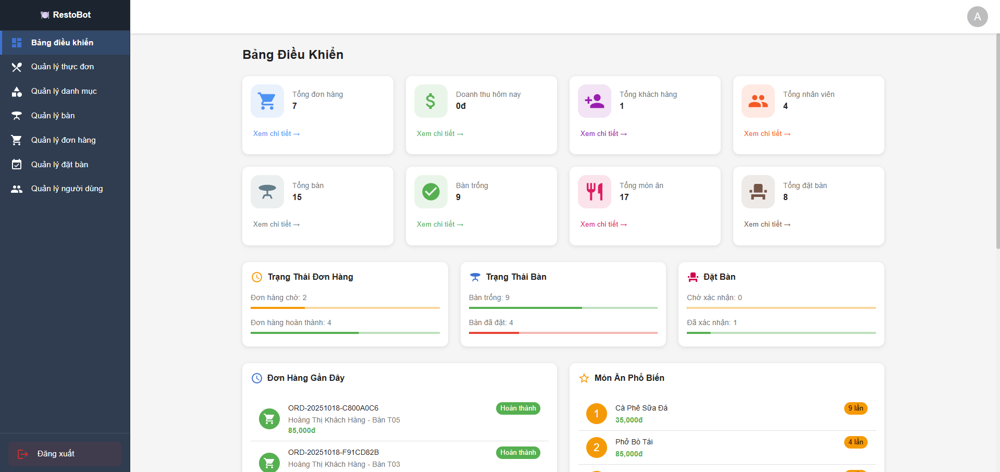 RestoBot
A
Bảng điều khiển
Quản lý thực đơn
Quản lý danh mục
Quản lý bàn
Quản lý đơn hàng
Quản lý đặt bàn
Quản lý người dùng
Đăng xuất
Bảng Điều Khiển
Tổng đơn hàng
7
Xem chi tiết →
Doanh thu hôm nay
0đ
Xem chi tiết →
Tổng khách hàng
1
Xem chi tiết →
Tổng nhân viên
4
Xem chi tiết →
Tổng bàn
15
Xem chi tiết →
Bàn trống
9
Xem chi tiết →
Tổng món ăn
17
Xem chi tiết →
Tổng đặt bàn
8
Xem chi tiết →
Trạng Thái Đơn Hàng
Đơn hàng chờ: 2
Đơn hàng hoàn thành: 4
Trạng Thái Bàn
Bàn trống: 9
Bàn đã đặt: 4
Đặt Bàn
Chờ xác nhận: 0
Đã xác nhận: 1
Đơn Hàng Gần Đây
ORD-20251018-C800A0C6
Hoàn thành
Hoàng Thị Khách Hàng - Bàn T05
85,000đ
ORD-20251018-F91CD82B
Hoàn thành
Hoàng Thị Khách Hàng - Bàn T03
Món Ăn Phổ Biến
1
Cà Phê Sữa Đá
9 lần
35,000đ
2
Phở Bò Tái
4 lần
85,000đ